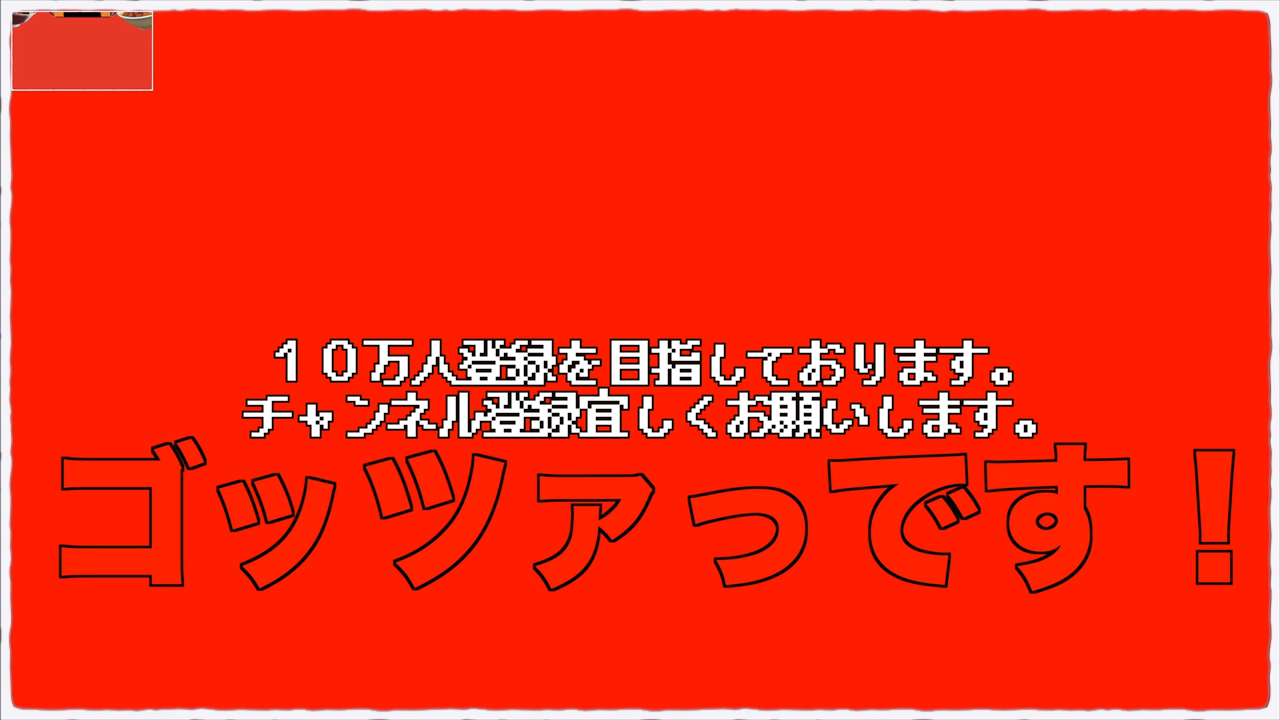 １０万人登録を目指しております。
チャンネル登録宜しくお願いします。
ゴッツァっです！